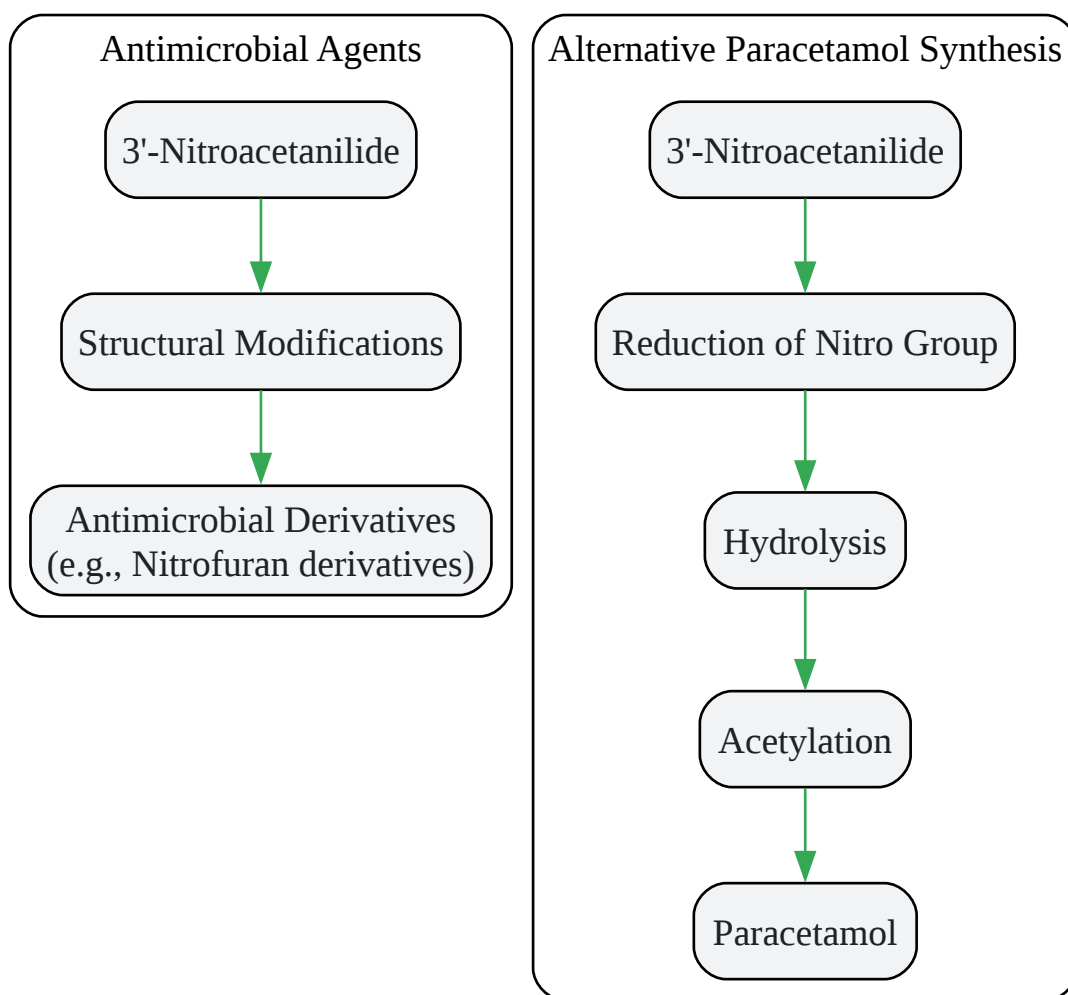 Antimicrobial Agents
3'-Nitroacetanilide
Structural Modifications
Antimicrobial Derivatives
(e.g., Nitrofuran derivatives)
Alternative Paracetamol Synthesis
3'-Nitroacetanilide
Reduction of Nitro Group
Hydrolysis
Acetylation
Paracetamol